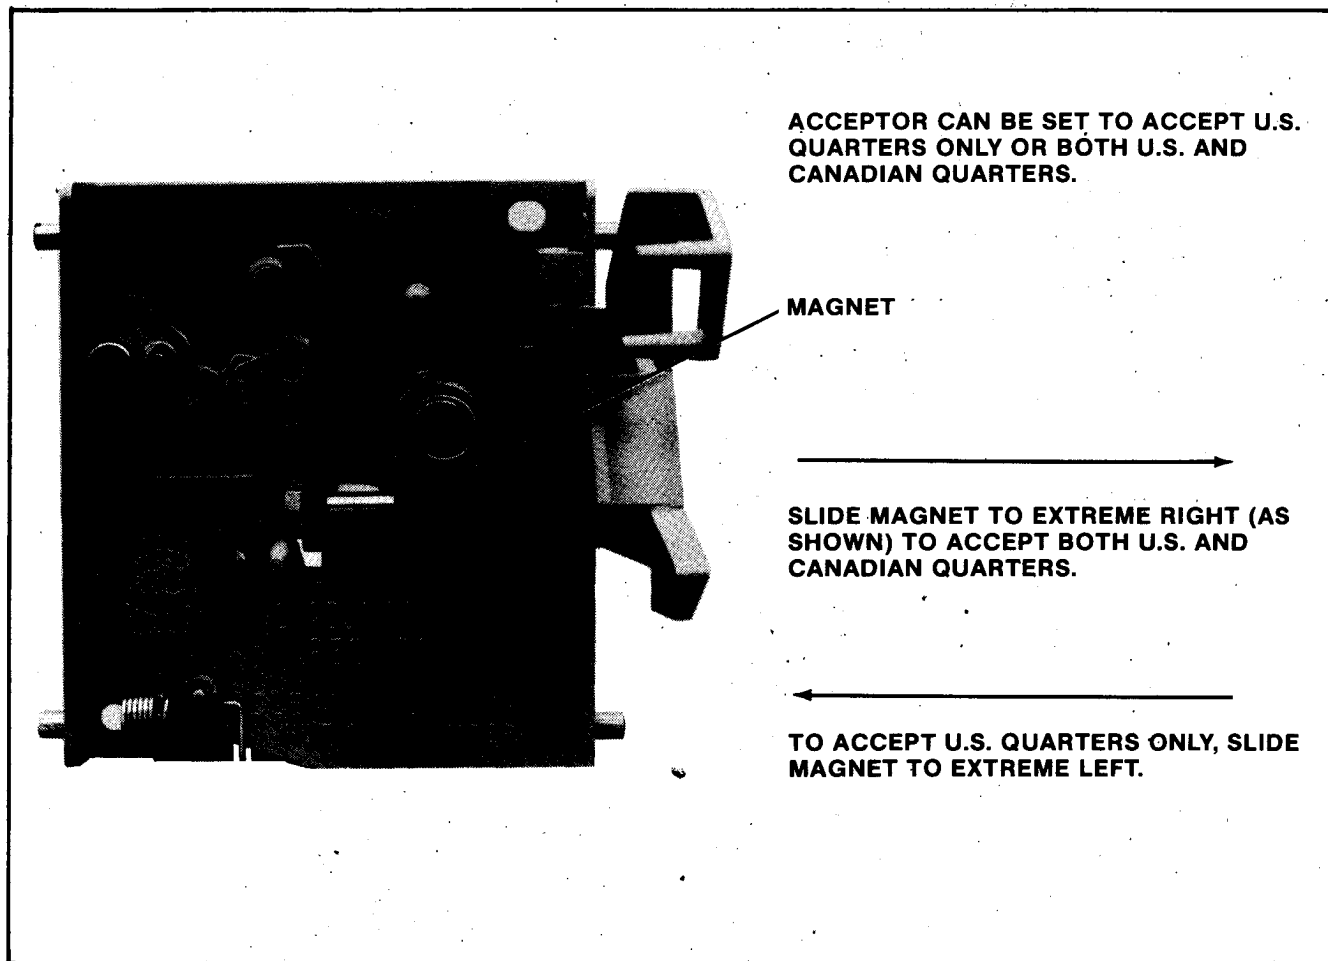 ACCEPTOR CAN BE SET TO ACCEPT U.S.
QUARTERS ONLY OR BOTH U.S. AND
CANADIAN QUARTERS.
MAGNET
SLIDE MAGNET TO EXTREME RIGHT (AS
SHOWN) TO ACCEPT BOTH U.S. AND
CANADIAN QUARTERS.
TO ACCEPT U.S. QUARTERS ONLY, SLIDE
MAGNET TO EXTREME LEFT.